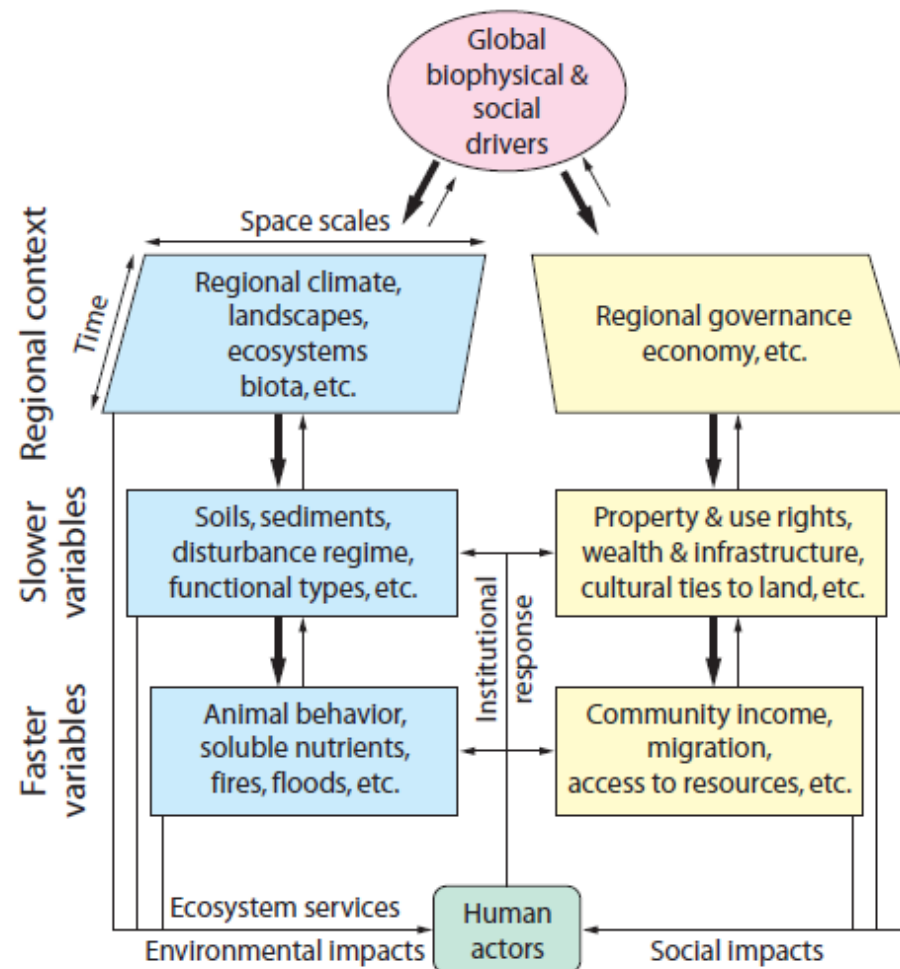 Global
biophysical &
social
drivers
Space scales
Time
Regional context
Regional climate,
landscapes,
ecosystems
biota, etc.
Regional governance
economy, etc.
Slower
variables
Soils, sediments,
disturbance regime,
functional types, etc.
Property & use rights,
wealth & infrastructure,
cultural ties to land, etc.
Institutional
response
Faster
variables
Animal behavior,
soluble nutrients,
fires, floods, etc.
Community income,
migration,
access to resources, etc.
Ecosystem services
Environmental impacts
Human
actors
Social impacts